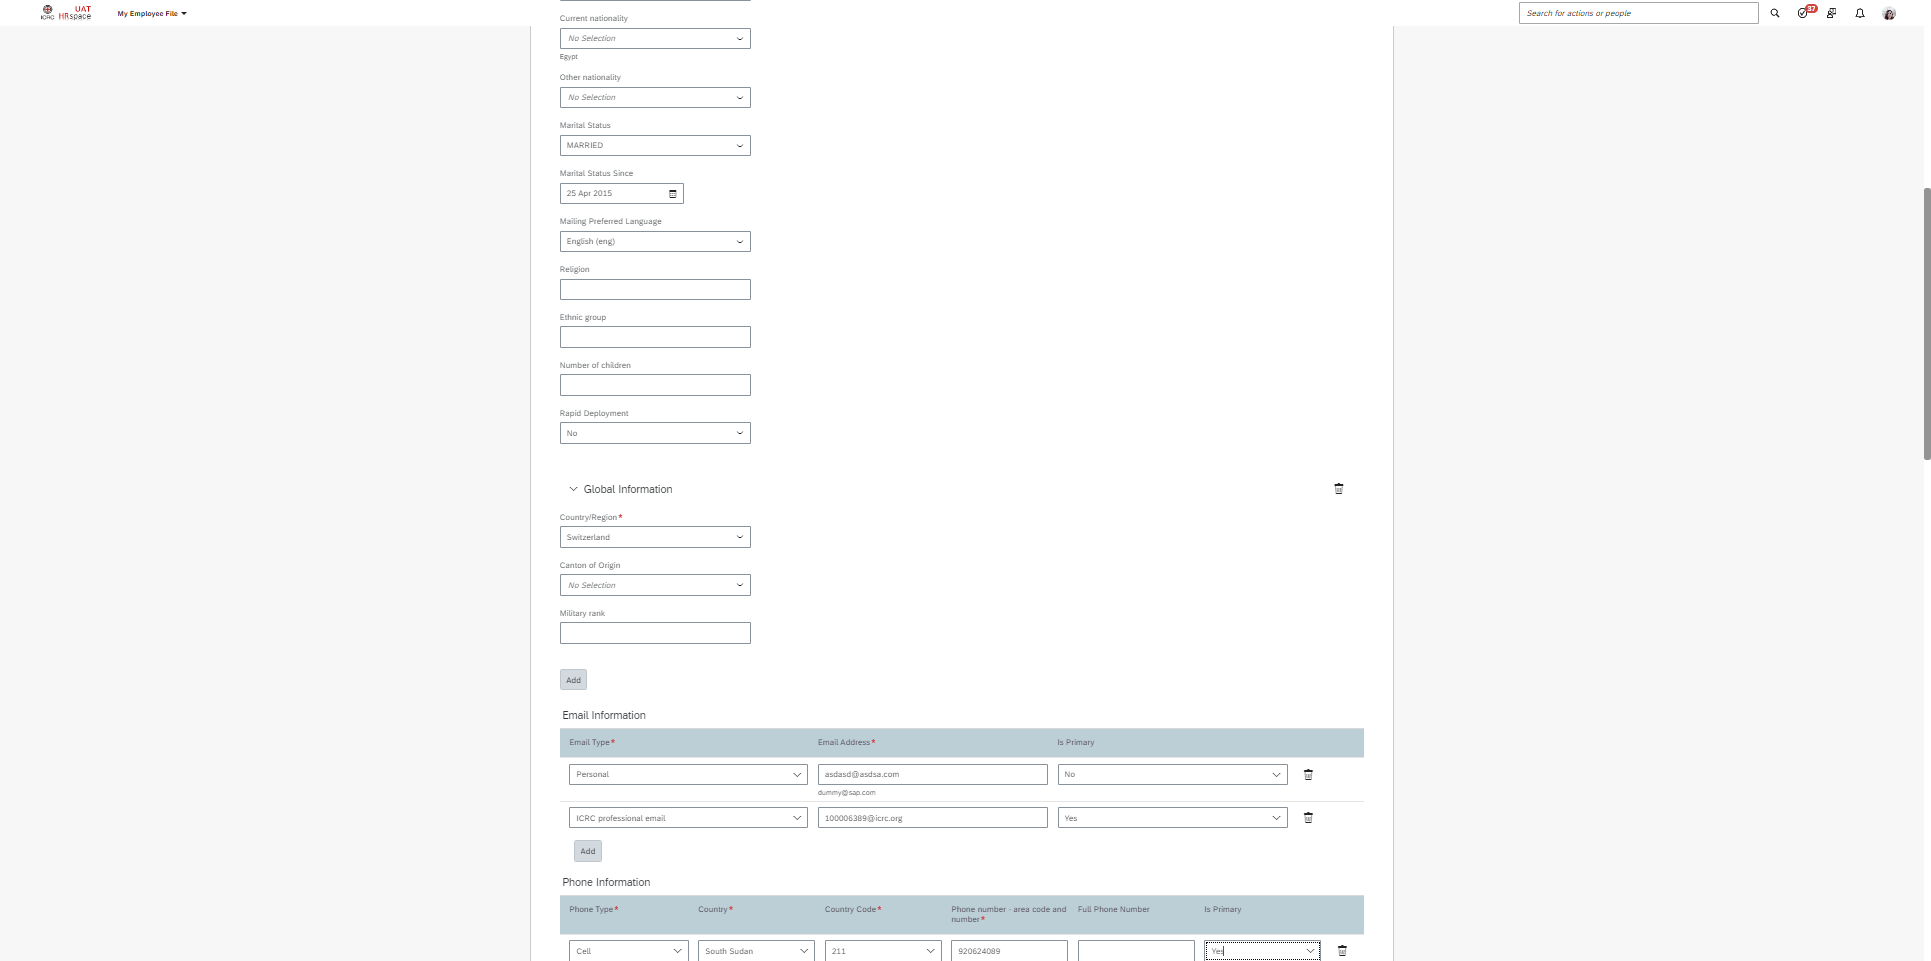 ICRC
UAT
HRspace
My Employee File
Search for actions or people
37
Current nationality
No Selection
Egypt
Other nationality
No Selection
Marital Status
MARRIED
Marital Status Since
25 Apr 2015
Mailing Preferred Language
English (eng)
Religion
Ethnic group
Number of children
Rapid Deployment
No
Global Information
Country/Region*
Switzerland
Canton of Origin
No Selection
Military rank
Add
Email Information
Email Type* Email Address* Is Primary
Personal asdasd@asdsa.com No
dummy@sap.com
ICRC professional email 100006389@icrc.org Yes
Add
Phone Information
Phone Type* Country* Country Code* Phone number - area code and Full Phone Number Is Primary
number*
Cell South Sudan 211 920624089 Yes